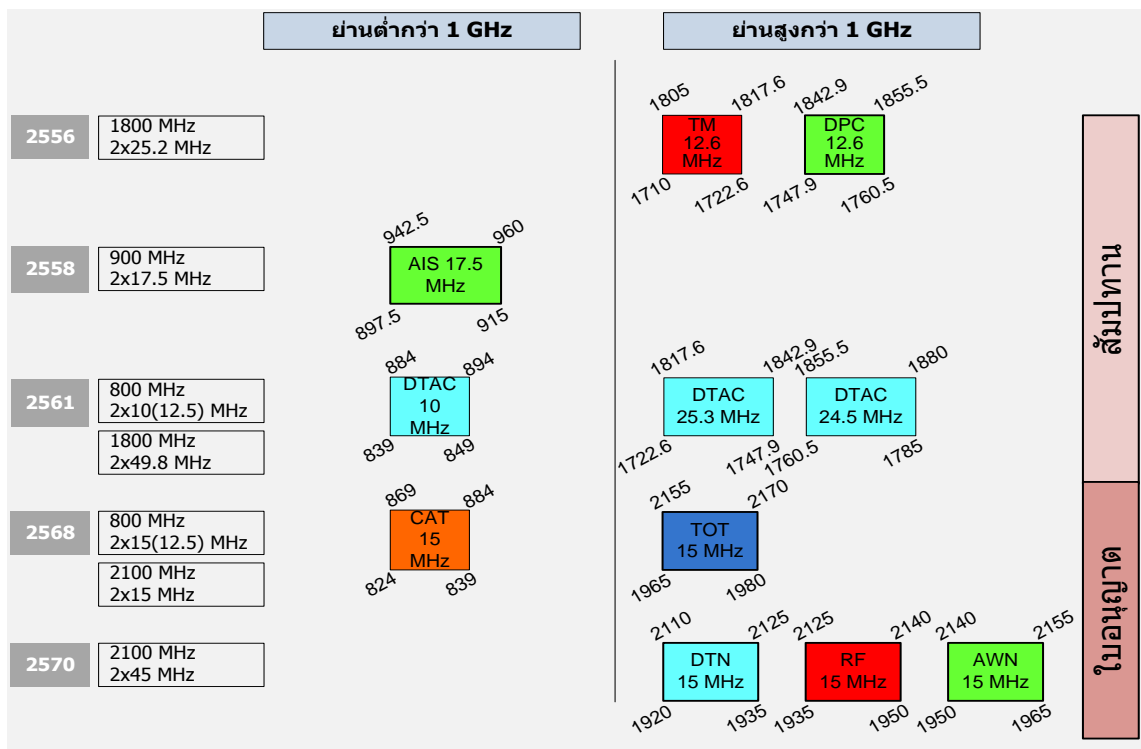 ย่านต่ำกว่า 1 GHz
ย่านสูงกว่า 1 GHz
2556
1800 MHz
2x25.2 MHz
1805
1817.6
TM
12.6
MHz
1710
1722.6
1842.9
1855.5
DPC
12.6
MHz
1747.9
1760.5
2558
900 MHz
2x17.5 MHz
942.5
960
AIS 17.5
MHz
897.5
915
2561
800 MHz
2x10(12.5) MHz
1800 MHz
2x49.8 MHz
884
894
DTAC
10
MHz
839
849
1817.6
1842.9
DTAC
25.3 MHz
1722.6
1747.9
1855.5
1880
DTAC
24.5 MHz
1760.5
1785
2568
800 MHz
2x15(12.5) MHz
2100 MHz
2x15 MHz
869
884
CAT
15
MHz
824
839
2155
2170
TOT
15 MHz
1965
1980
2570
2100 MHz
2x45 MHz
2110
2125
DTN
15 MHz
1920
1935
2125
2140
RF
15 MHz
1935
1950
2140
2155
AWN
15 MHz
1950
1965
สัมปทาน
ใบอนุญาต